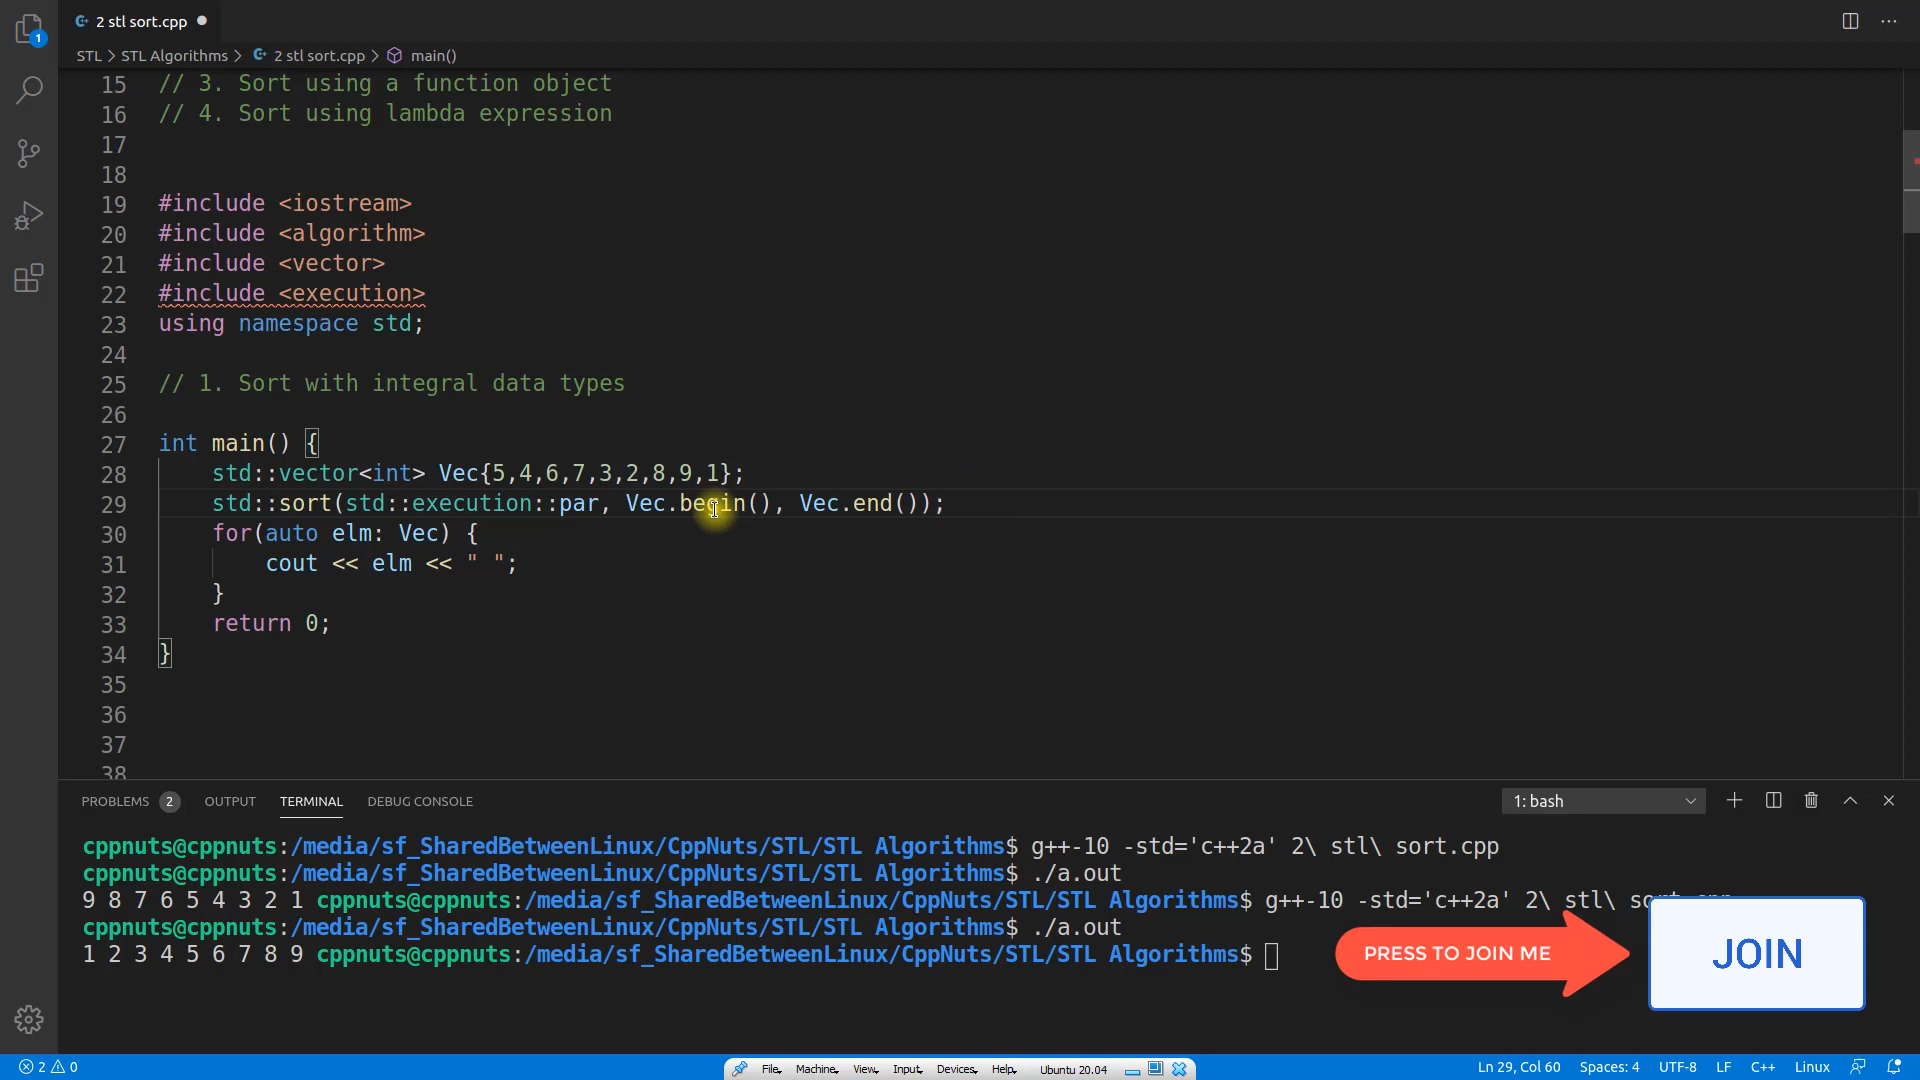 2 stl sort.cpp
STL > STL Algorithms > 2 stl sort.cpp > main()
15 // 3. Sort using a function object
16 // 4. Sort using lambda expression
17
18
19 #include <iostream>
20 #include <algorithm>
21 #include <vector>
22 #include <execution>
23 using namespace std;
24
25 // 1. Sort with integral data types
26
27 int main() {
28 std::vector<int> Vec{5,4,6,7,3,2,8,9,1};
29 std::sort(std::execution::par, Vec.begin(), Vec.end());
30 for(auto elm: Vec) {
31 cout << elm << " ";
32 }
33 return 0;
34 }
35
36
37
38
1
PROBLEMS 2 OUTPUT TERMINAL DEBUG CONSOLE 1: bash
cppnuts@cppnuts:/media/sf_SharedBetweenLinux/CppNuts/STL/STL Algorithms$ g++-10 -std='c++2a' 2\ stl\ sort.cpp
cppnuts@cppnuts:/media/sf_SharedBetweenLinux/CppNuts/STL/STL Algorithms$ ./a.out
9 8 7 6 5 4 3 2 1 cppnuts@cppnuts:/media/sf_SharedBetweenLinux/CppNuts/STL/STL Algorithms$ g++-10 -std='c++2a' 2\ stl\ sort.cpp
cppnuts@cppnuts:/media/sf_SharedBetweenLinux/CppNuts/STL/STL Algorithms$ ./a.out
1 2 3 4 5 6 7 8 9 cppnuts@cppnuts:/media/sf_SharedBetweenLinux/CppNuts/STL/STL Algorithms$
PRESS TO JOIN ME
JOIN
2 0
File Machine View Input Devices Help Ubuntu 20.04
Ln 29, Col 60 Spaces: 4 UTF-8 LF C++ Linux